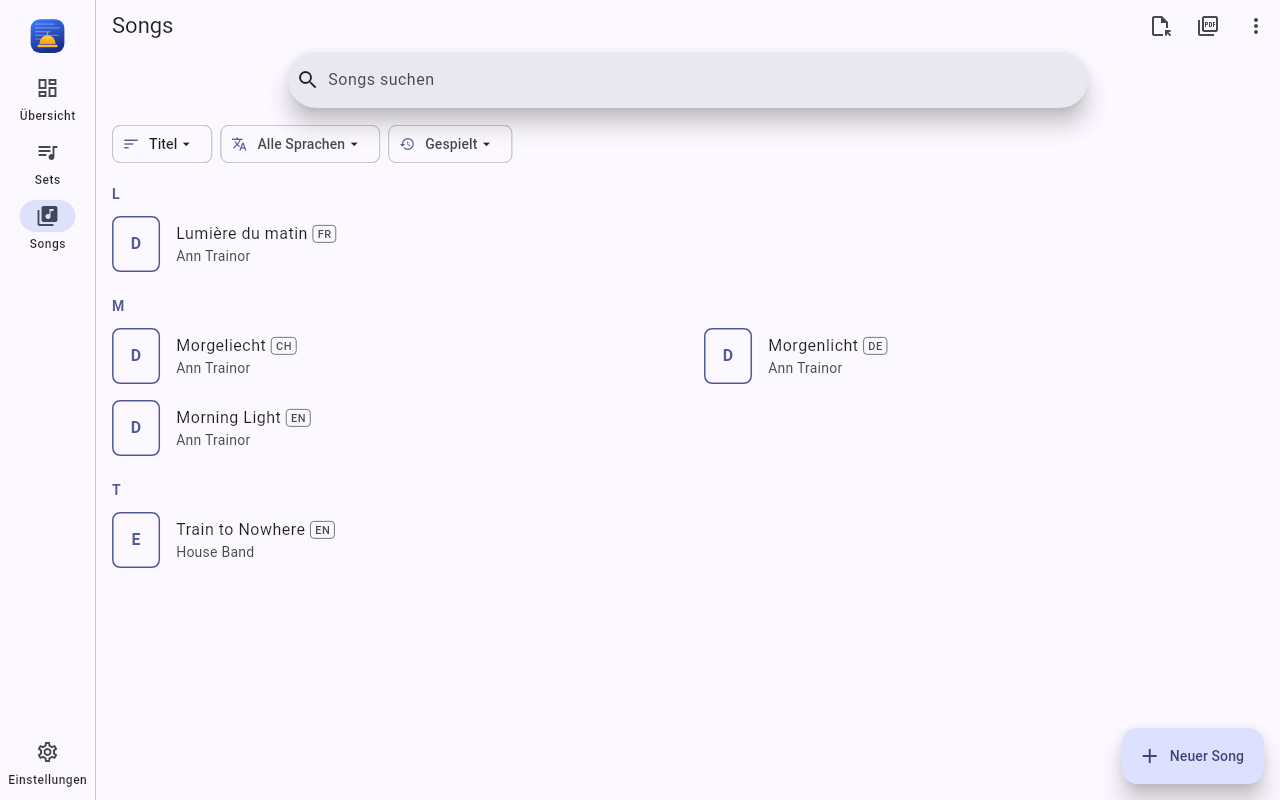 Songs
PDF
Songs suchen
Übersicht
Sets
Songs
Einstellungen
Titel
Alle Sprachen
Gespielt
L
D
Lumière du matin FR
Ann Trainor
M
D
Morgeliecht CH
Ann Trainor
D
Morgenlicht DE
Ann Trainor
D
Morning Light EN
Ann Trainor
T
E
Train to Nowhere EN
House Band
Neuer Song